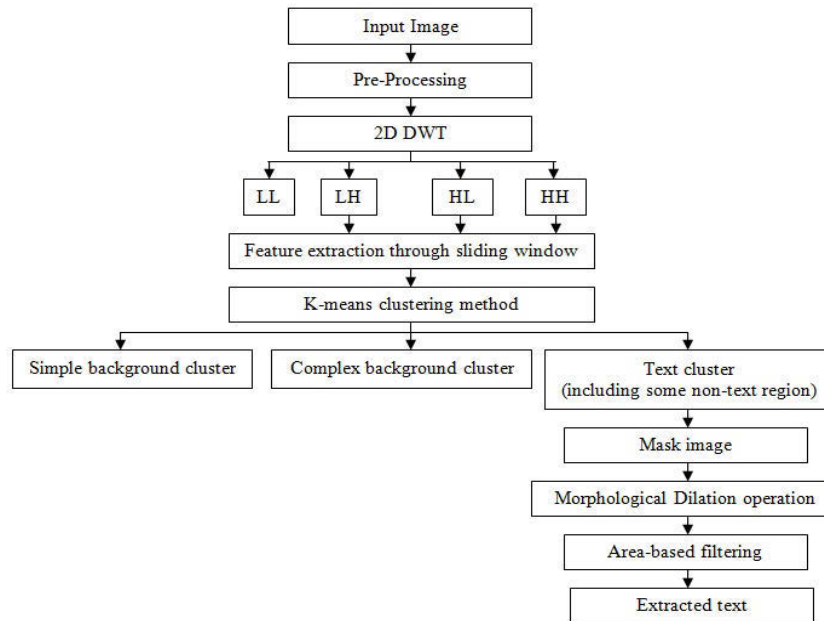 Input Image
Pre-Processing
2D DWT
LL
LH
HL
HH
Feature extraction through sliding window
K-means clustering method
Simple background cluster
Complex background cluster
Text cluster
(including some non-text region)
Mask image
Morphological Dilation operation
Area-based filtering
Extracted text